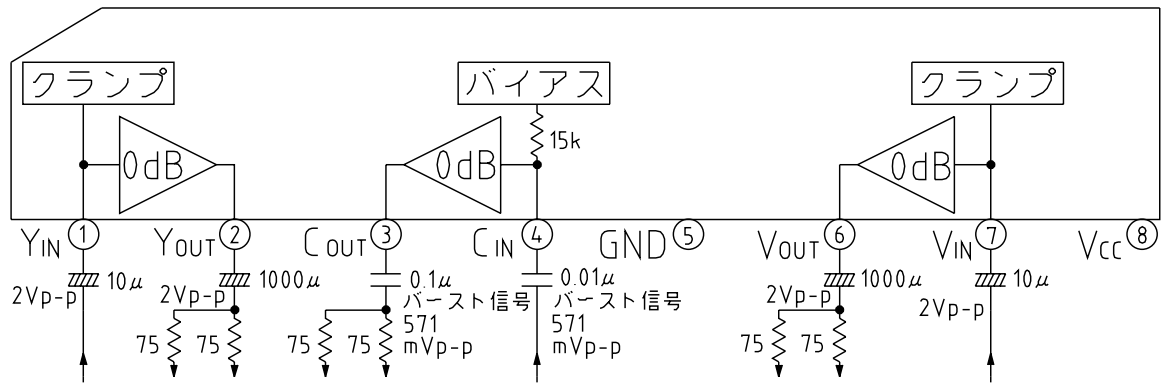 クランプ
バイアス
クランプ
15k
0dB
0dB
0dB
1
2
3
4
5
6
7
8
YIN
YOUT
COUT
CIN
GND
VOUT
VIN
VCC
10μ
2Vp-p
1000μ
2Vp-p
0.1μ
バースト信号
571
mVp-p
0.01μ
バースト信号
571
mVp-p
1000μ
2Vp-p
10μ
2Vp-p
75
75
75
75
75
75